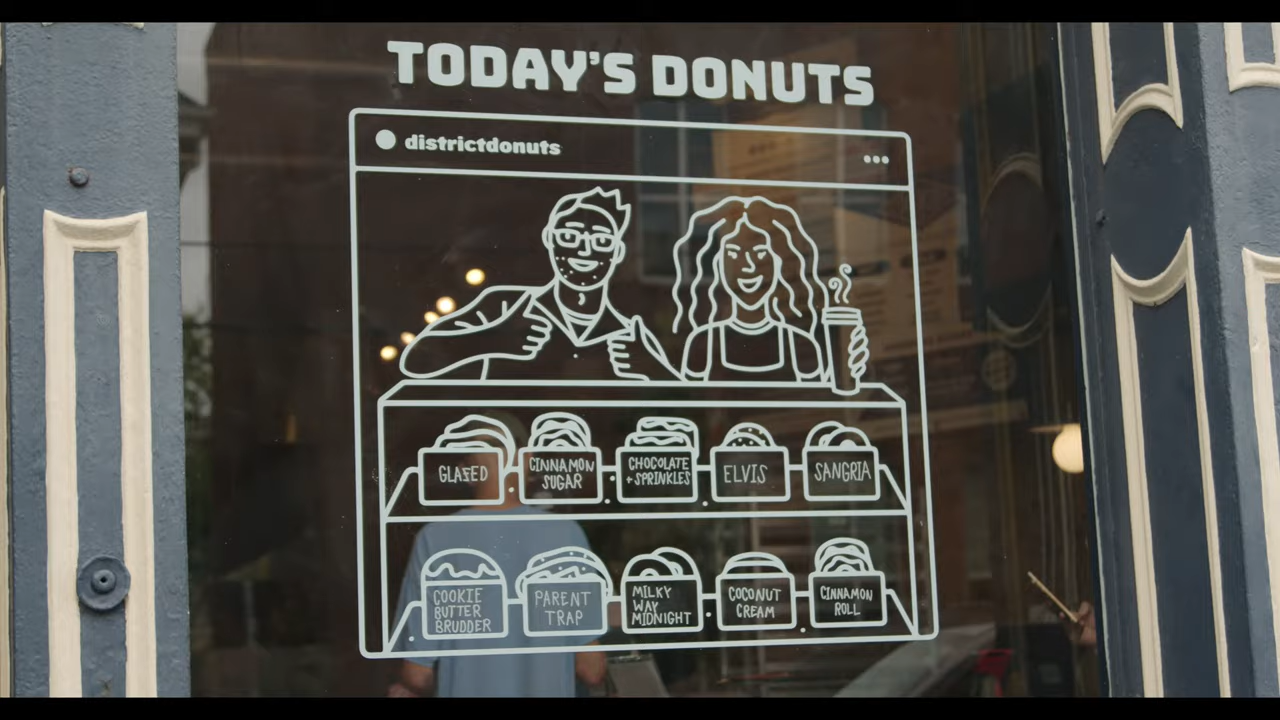 TODAY'S DONUTS
districtdonuts
GLAZED
CINNAMON
SUGAR
CHOCOLATE
+ SPRINKLES
ELVIS
SANGRIA
COOKIE
BUTTER
BRUDDER
PARENT
TRAP
MILKY
WAY
MIDNIGHT
COCONUT
CREAM
CINNAMON
ROLL